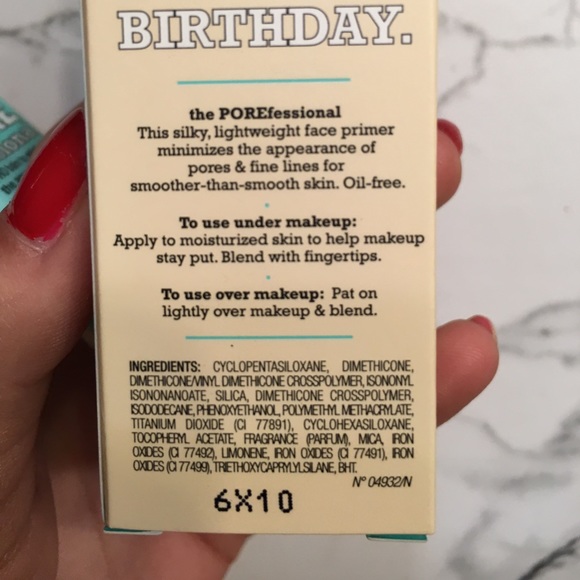 BIRTHDAY.
the POREfessional
This silky, lightweight face primer
minimizes the appearance of
pores & fine lines for
smoother-than-smooth skin. Oil-free.
To use under makeup:
Apply to moisturized skin to help makeup
stay put. Blend with fingertips.
To use over makeup: Pat on
lightly over makeup & blend.
INGREDIENTS: CYCLOPENTASILOXANE, DIMETHICONE,
DIMETHICONE/VINYL DIMETHICONE CROSSPOLYMER, ISONONYL
ISONONANOATE, SILICA, DIMETHICONE CROSSPOLYMER,
ISODODECANE, PHENOXYETHANOL, POLYMETHYL METHACRYLATE,
TITANIUM DIOXIDE (CI 77891), CYCLOHEXASILOXANE,
TOCOPHERYL ACETATE, FRAGRANCE (PARFUM), MICA, IRON
OXIDES (CI 77492), LIMONENE, IRON OXIDES (CI 77491), IRON
OXIDES (CI 77499), TRIETHOXYCAPRYLYLSILANE, BHT.
N° 04932/N
6X10